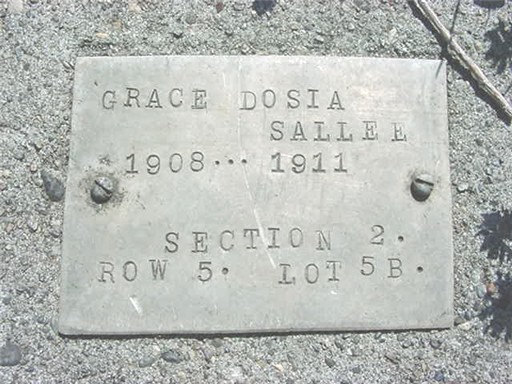 GRACE DOSIA
SALLEE
1908... 1911
SECTION 2.
ROW 5. LOT 5B.